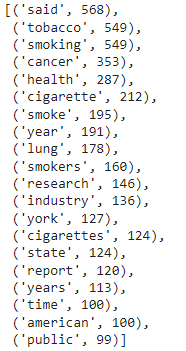 [('said', 568),
('tobacco', 549),
('smoking', 549),
('cancer', 353),
('health', 287),
('cigarette', 212),
('smoke', 195),
('year', 191),
('lung', 178),
('smokers', 160),
('research', 146),
('industry', 136),
('york', 127),
('cigarettes', 124),
('state', 124),
('report', 120),
('years', 113),
('time', 100),
('american', 100),
('public', 99)]